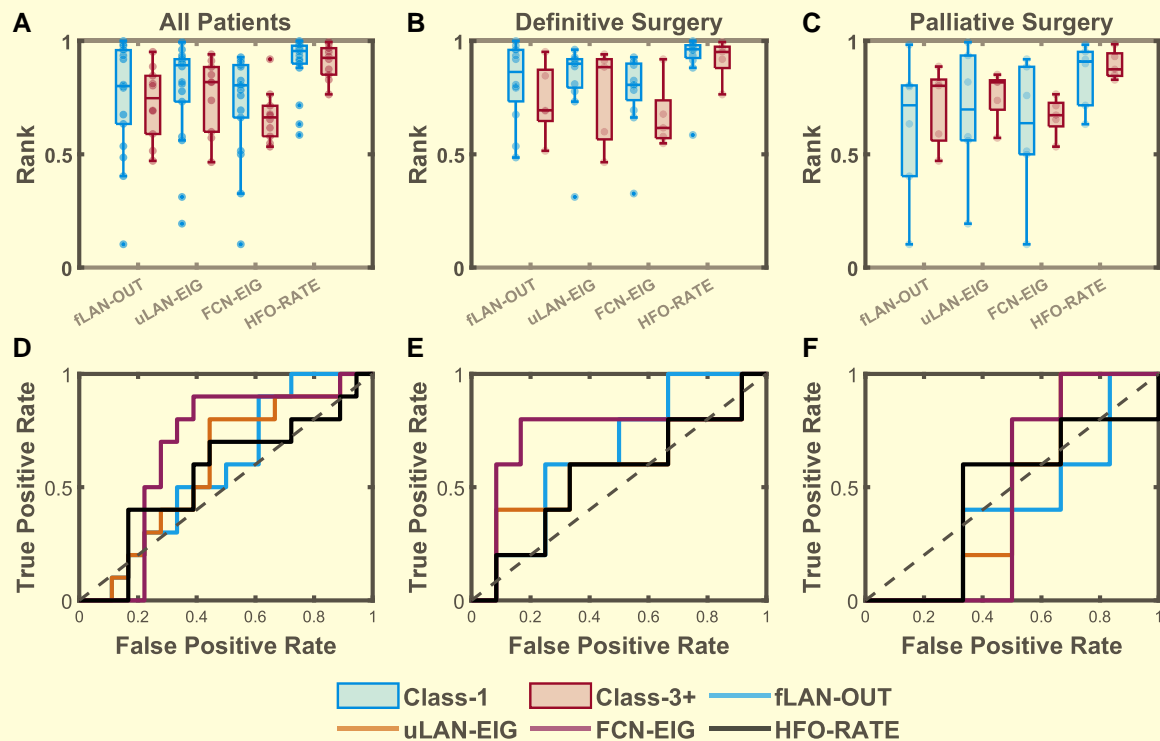 A All Patients B Definitive Surgery C Palliative Surgery
1 1 1
Rank Rank Rank
0.5 0.5 0.5
0 0 0
fLAN-OUT uLAN-EIG FCN-EIG HFO-RATE fLAN-OUT uLAN-EIG FCN-EIG HFO-RATE fLAN-OUT uLAN-EIG FCN-EIG HFO-RATE
D E F
1 1 1
True Positive Rate True Positive Rate True Positive Rate
0.5 0.5 0.5
0 0 0
0 0.2 0.4 0.6 0.8 1 0 0.2 0.4 0.6 0.8 1 0 0.2 0.4 0.6 0.8 1
False Positive Rate False Positive Rate False Positive Rate
Class-1 Class-3+ fLAN-OUT
uLAN-EIG FCN-EIG HFO-RATE